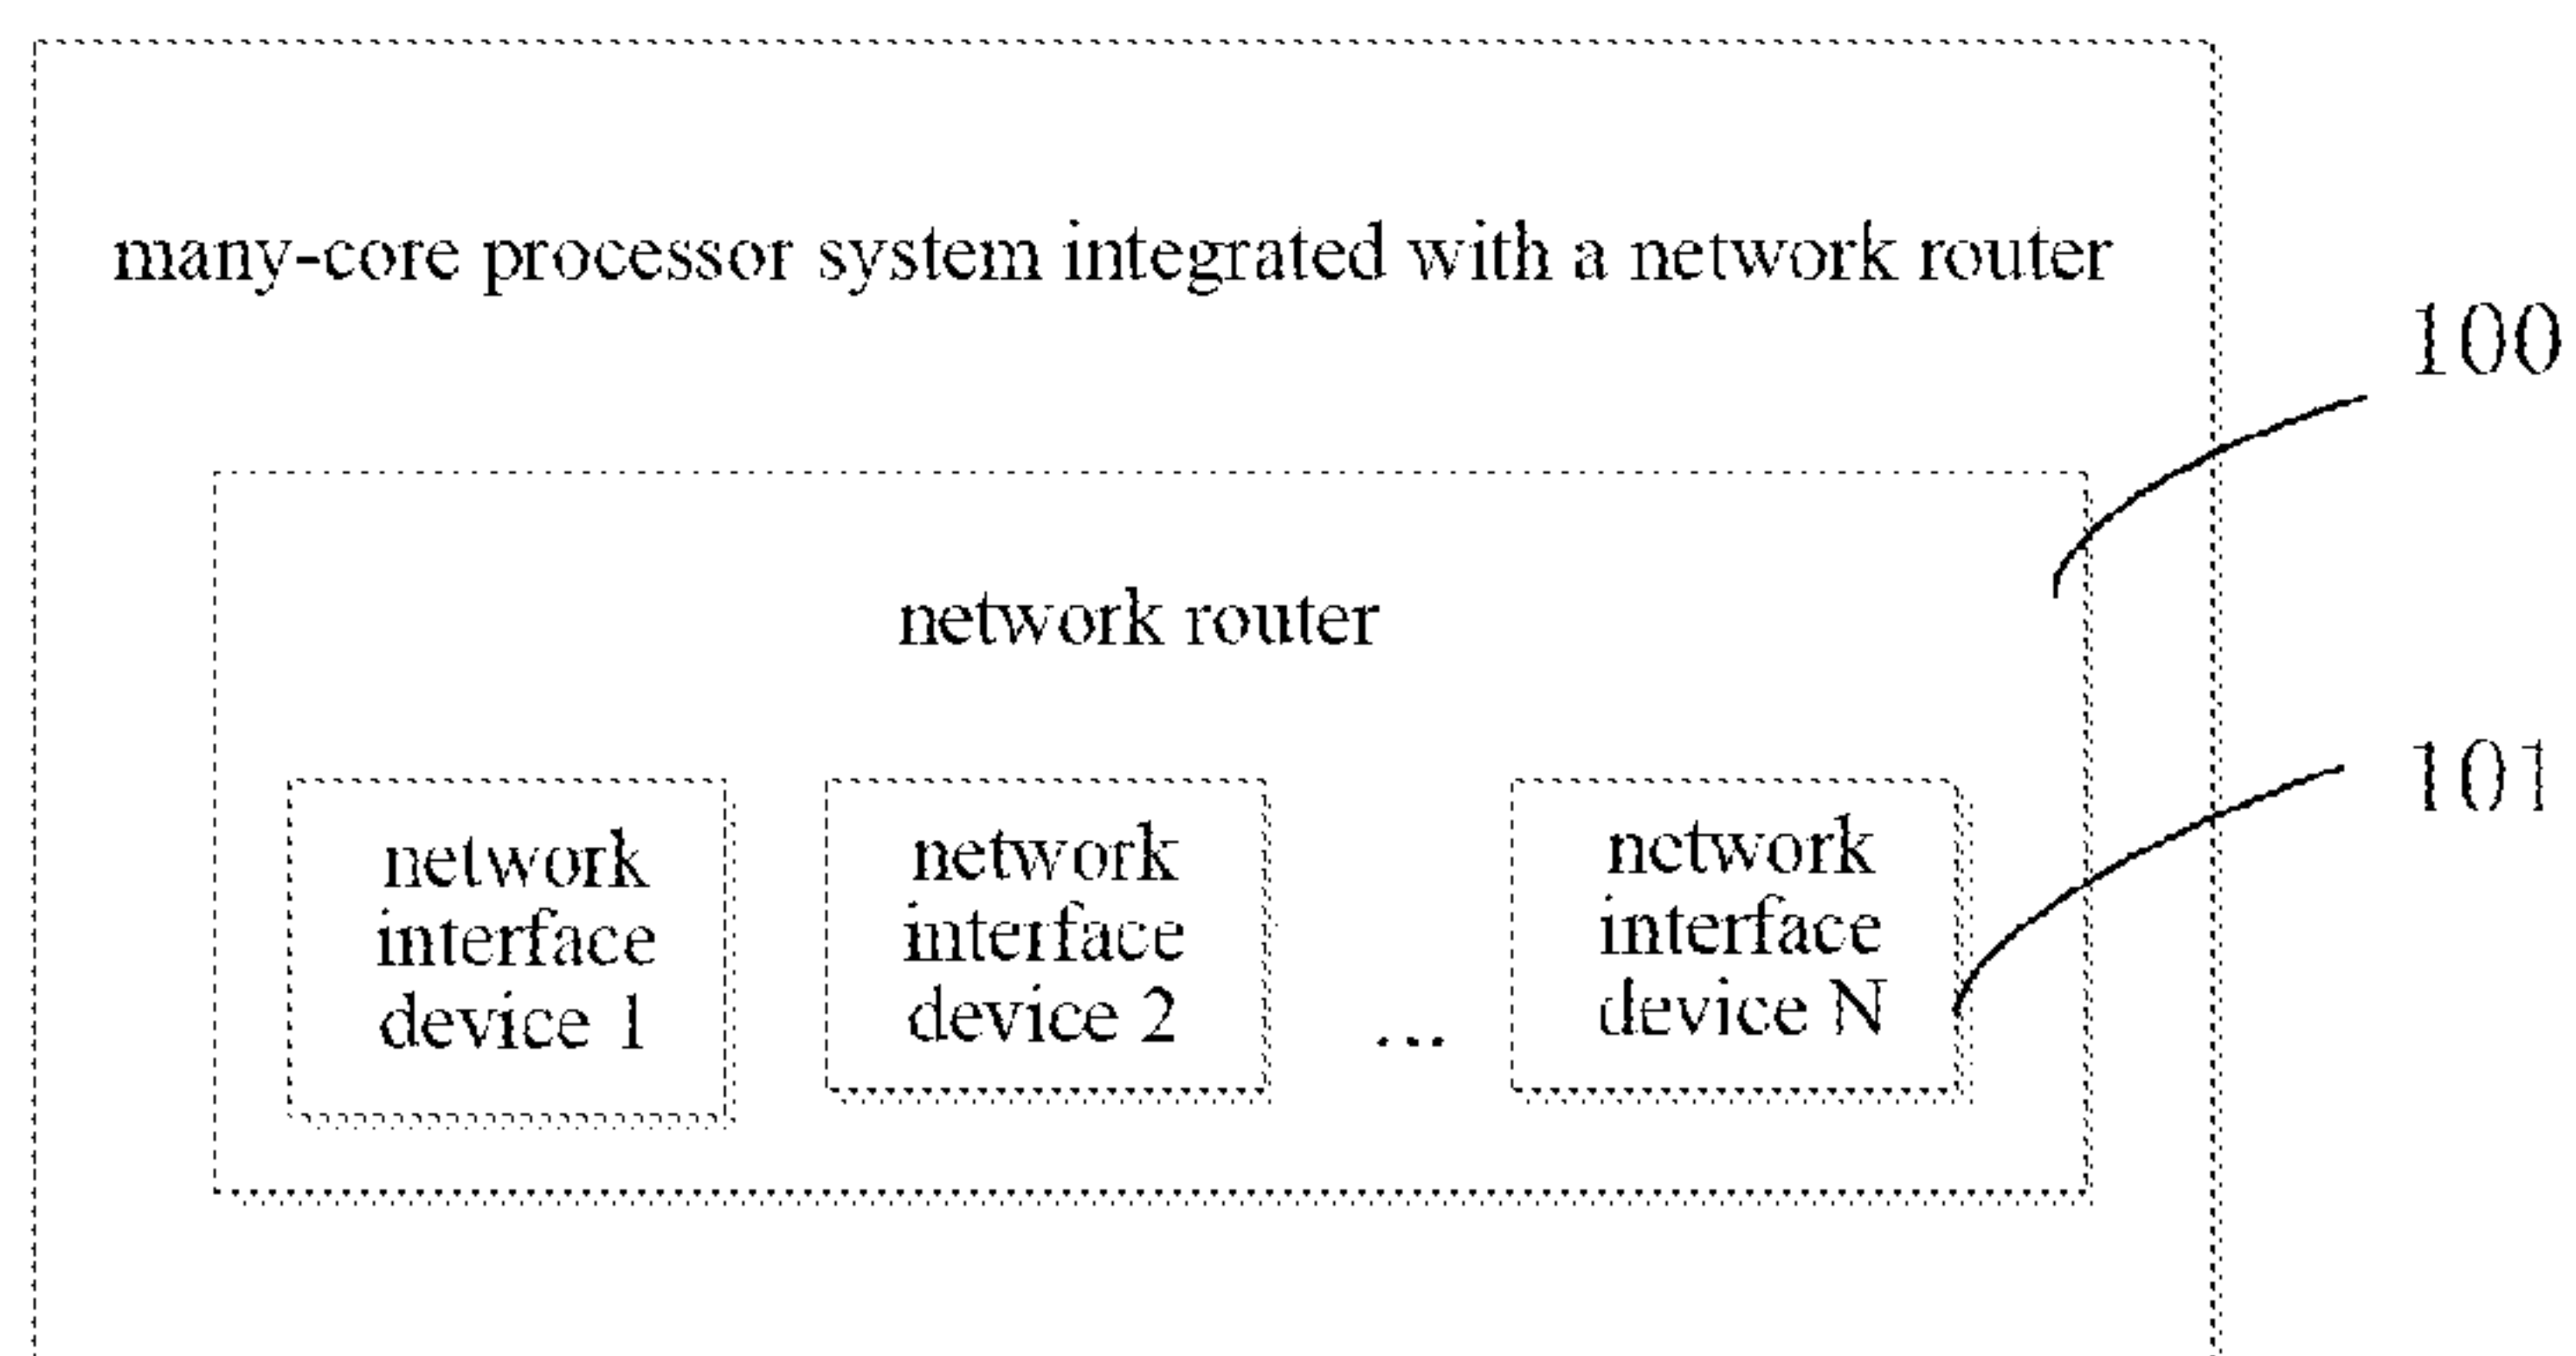 many-core processor system integrated with a network router
100
network router
101
network
interface
device 1
network
interface
device 2
...
network
interface
device N